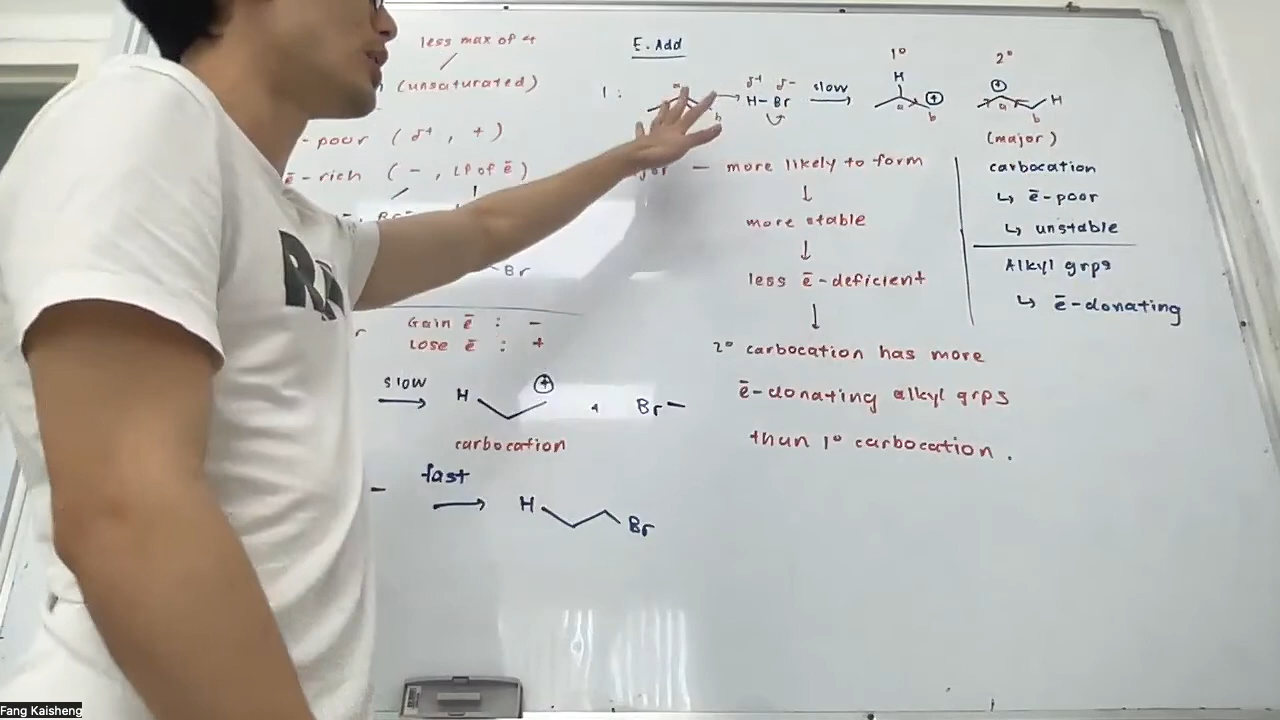 less max of 4
(unsaturated)
-poor (δ+, +)
ē-rich (-, LP of ē)
Br
Gain ē : -
Lose ē : +
slow
H
+
+ Br-
carbocation
fast
H
Br
E. Add
1° 2°
1 :
δ+ δ-
H-Br
slow
H
a
+
b
+
a
b
H
b
(major)
- more likely to form
↓
more stable
↓
less ē-deficient
↓
2° carbocation has more
ē-donating alkyl grps
than 1° carbocation.
carbocation
↳ ē-poor
↳ unstable
Alkyl grps
↳ ē-donating
Fang Kaisheng